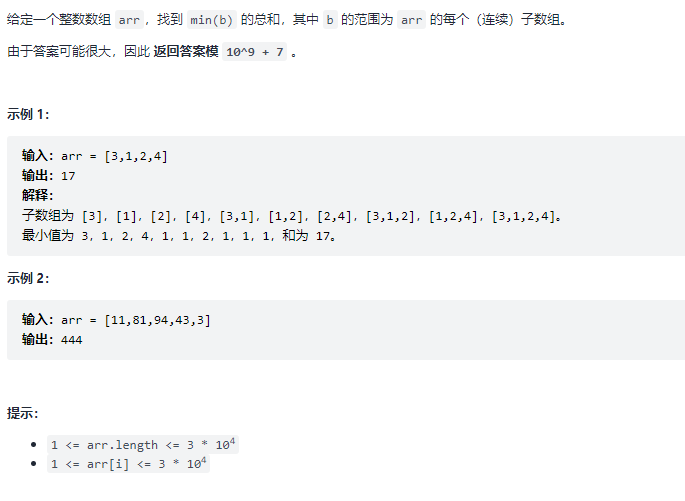 给定一个整数数组 arr，找到 min(b) 的总和，其中 b 的范围为 arr 的每个（连续）子数组。
由于答案可能很大，因此 返回答案模 10^9 + 7 。
示例 1：
输入：arr = [3,1,2,4]
输出：17
解释：
子数组为 [3]，[1]，[2]，[4]，[3,1]，[1,2]，[2,4]，[3,1,2]，[1,2,4]，[3,1,2,4]。
最小值为 3，1，2，4，1，1，2，1，1，1，和为 17。
示例 2：
输入：arr = [11,81,94,43,3]
输出：444
提示：
1 <= arr.length <= 3 * 10⁴
1 <= arr[i] <= 3 * 10⁴